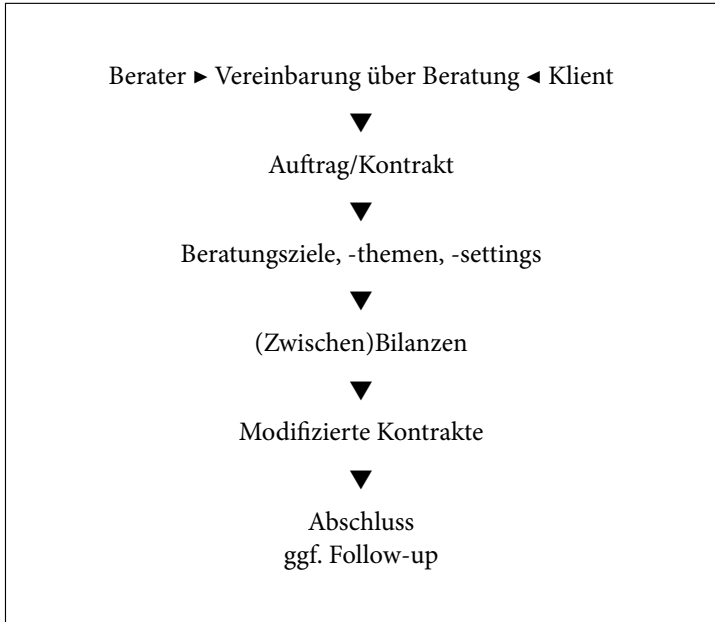 Berater ► Vereinbarung über Beratung ◄ Klient
▼
Auftrag/Kontrakt
▼
Beratungsziele, -themen, -settings
▼
(Zwischen)Bilanzen
▼
Modifizierte Kontrakte
▼
Abschluss
ggf. Follow-up